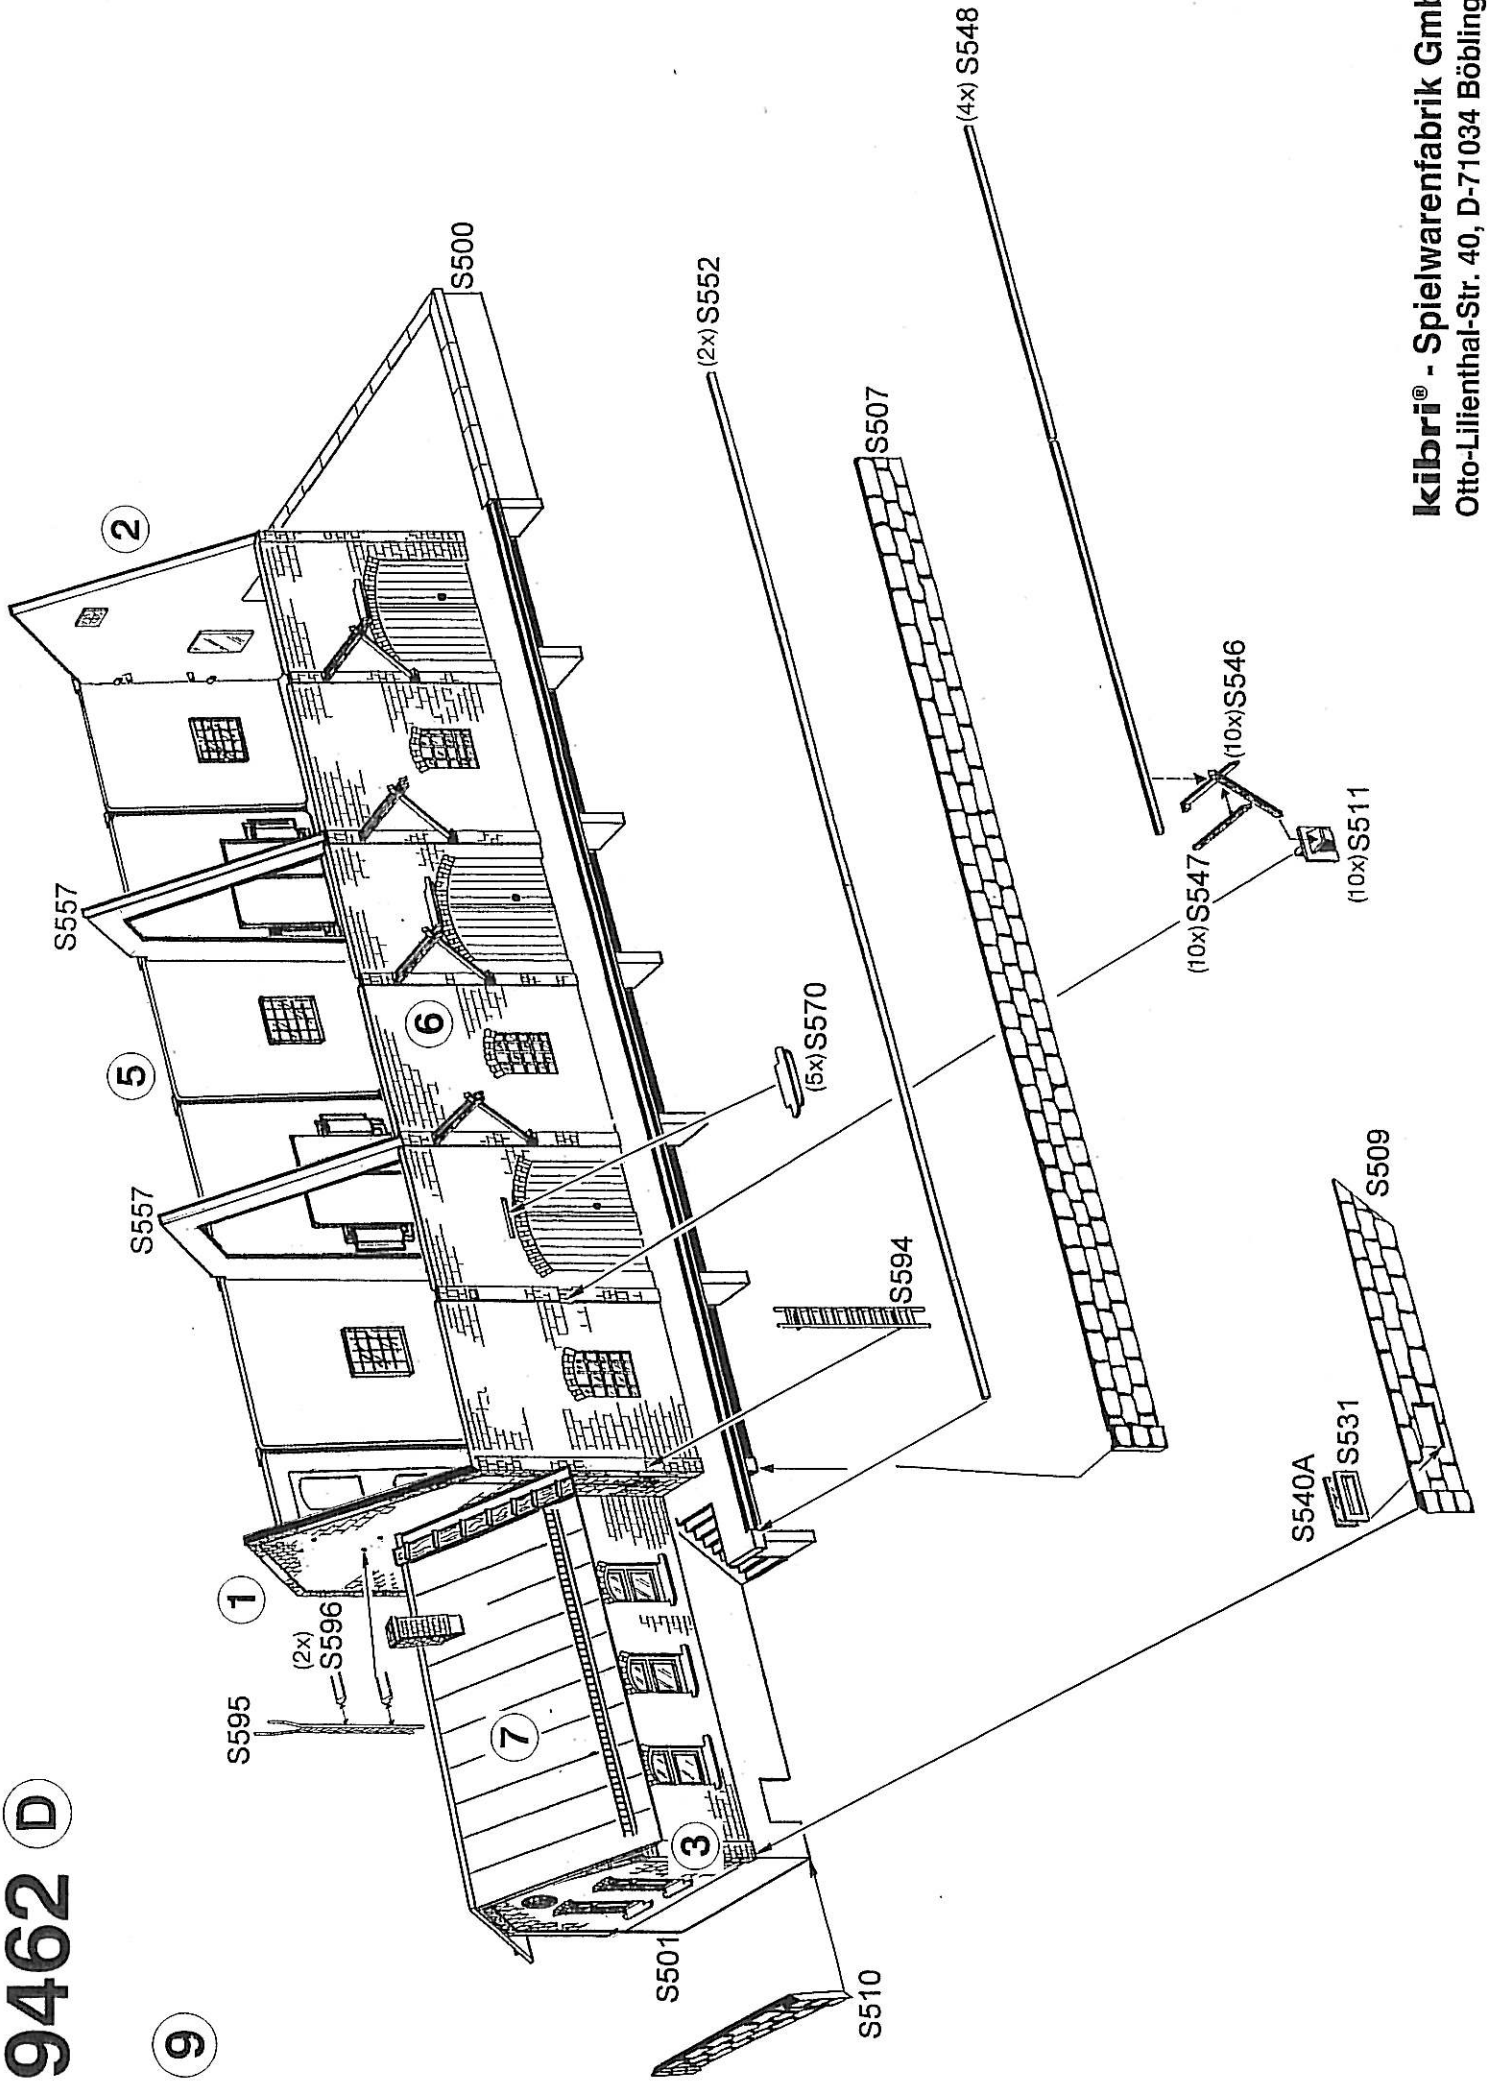 9462 D
9
1
2
3
5
6
7
S595
(2x)
S596
S557
S557
S500
S501
S510
(2x) S552
(4x) S548
S507
(5x) S570
S594
(10x) S547
(10x) S546
(10x) S511
S540A
S531
S509
kibri® - Spielwarenfabrik Gmb
Otto-Lilienthal-Str. 40, D-71034 Böbling